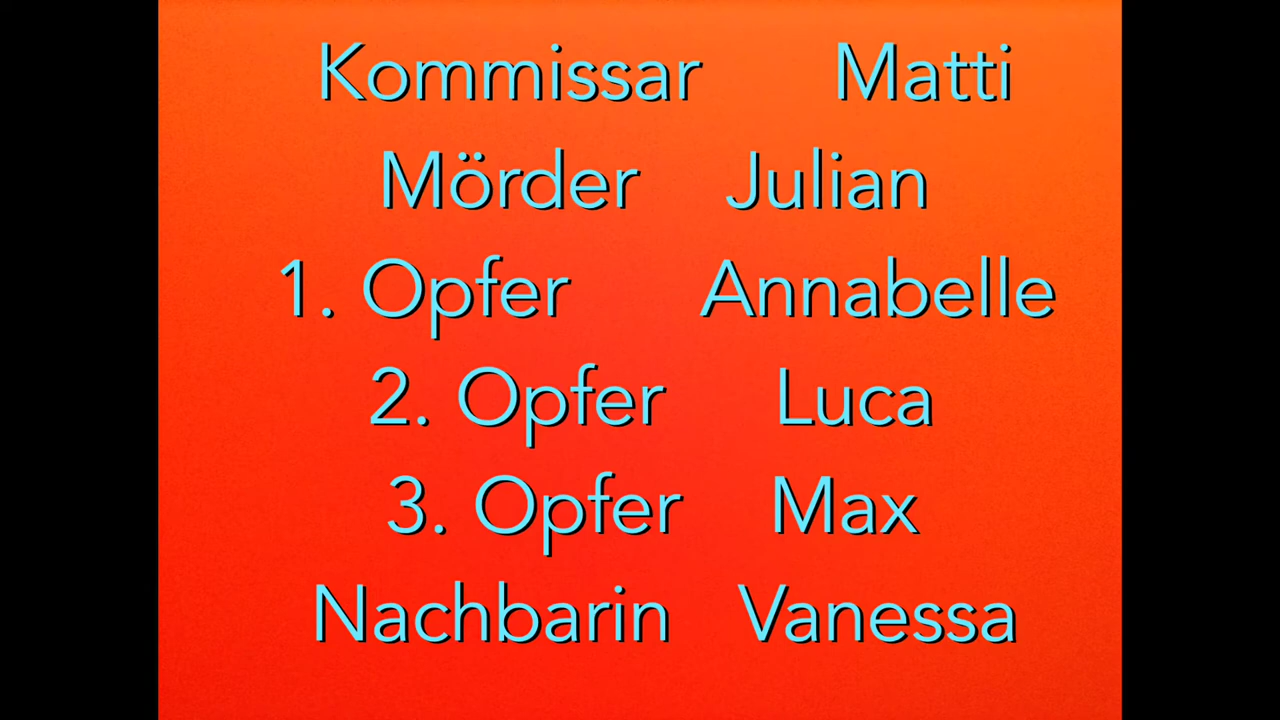 Kommissar Matti
Mörder Julian
1. Opfer Annabelle
2. Opfer Luca
3. Opfer Max
Nachbarin Vanessa